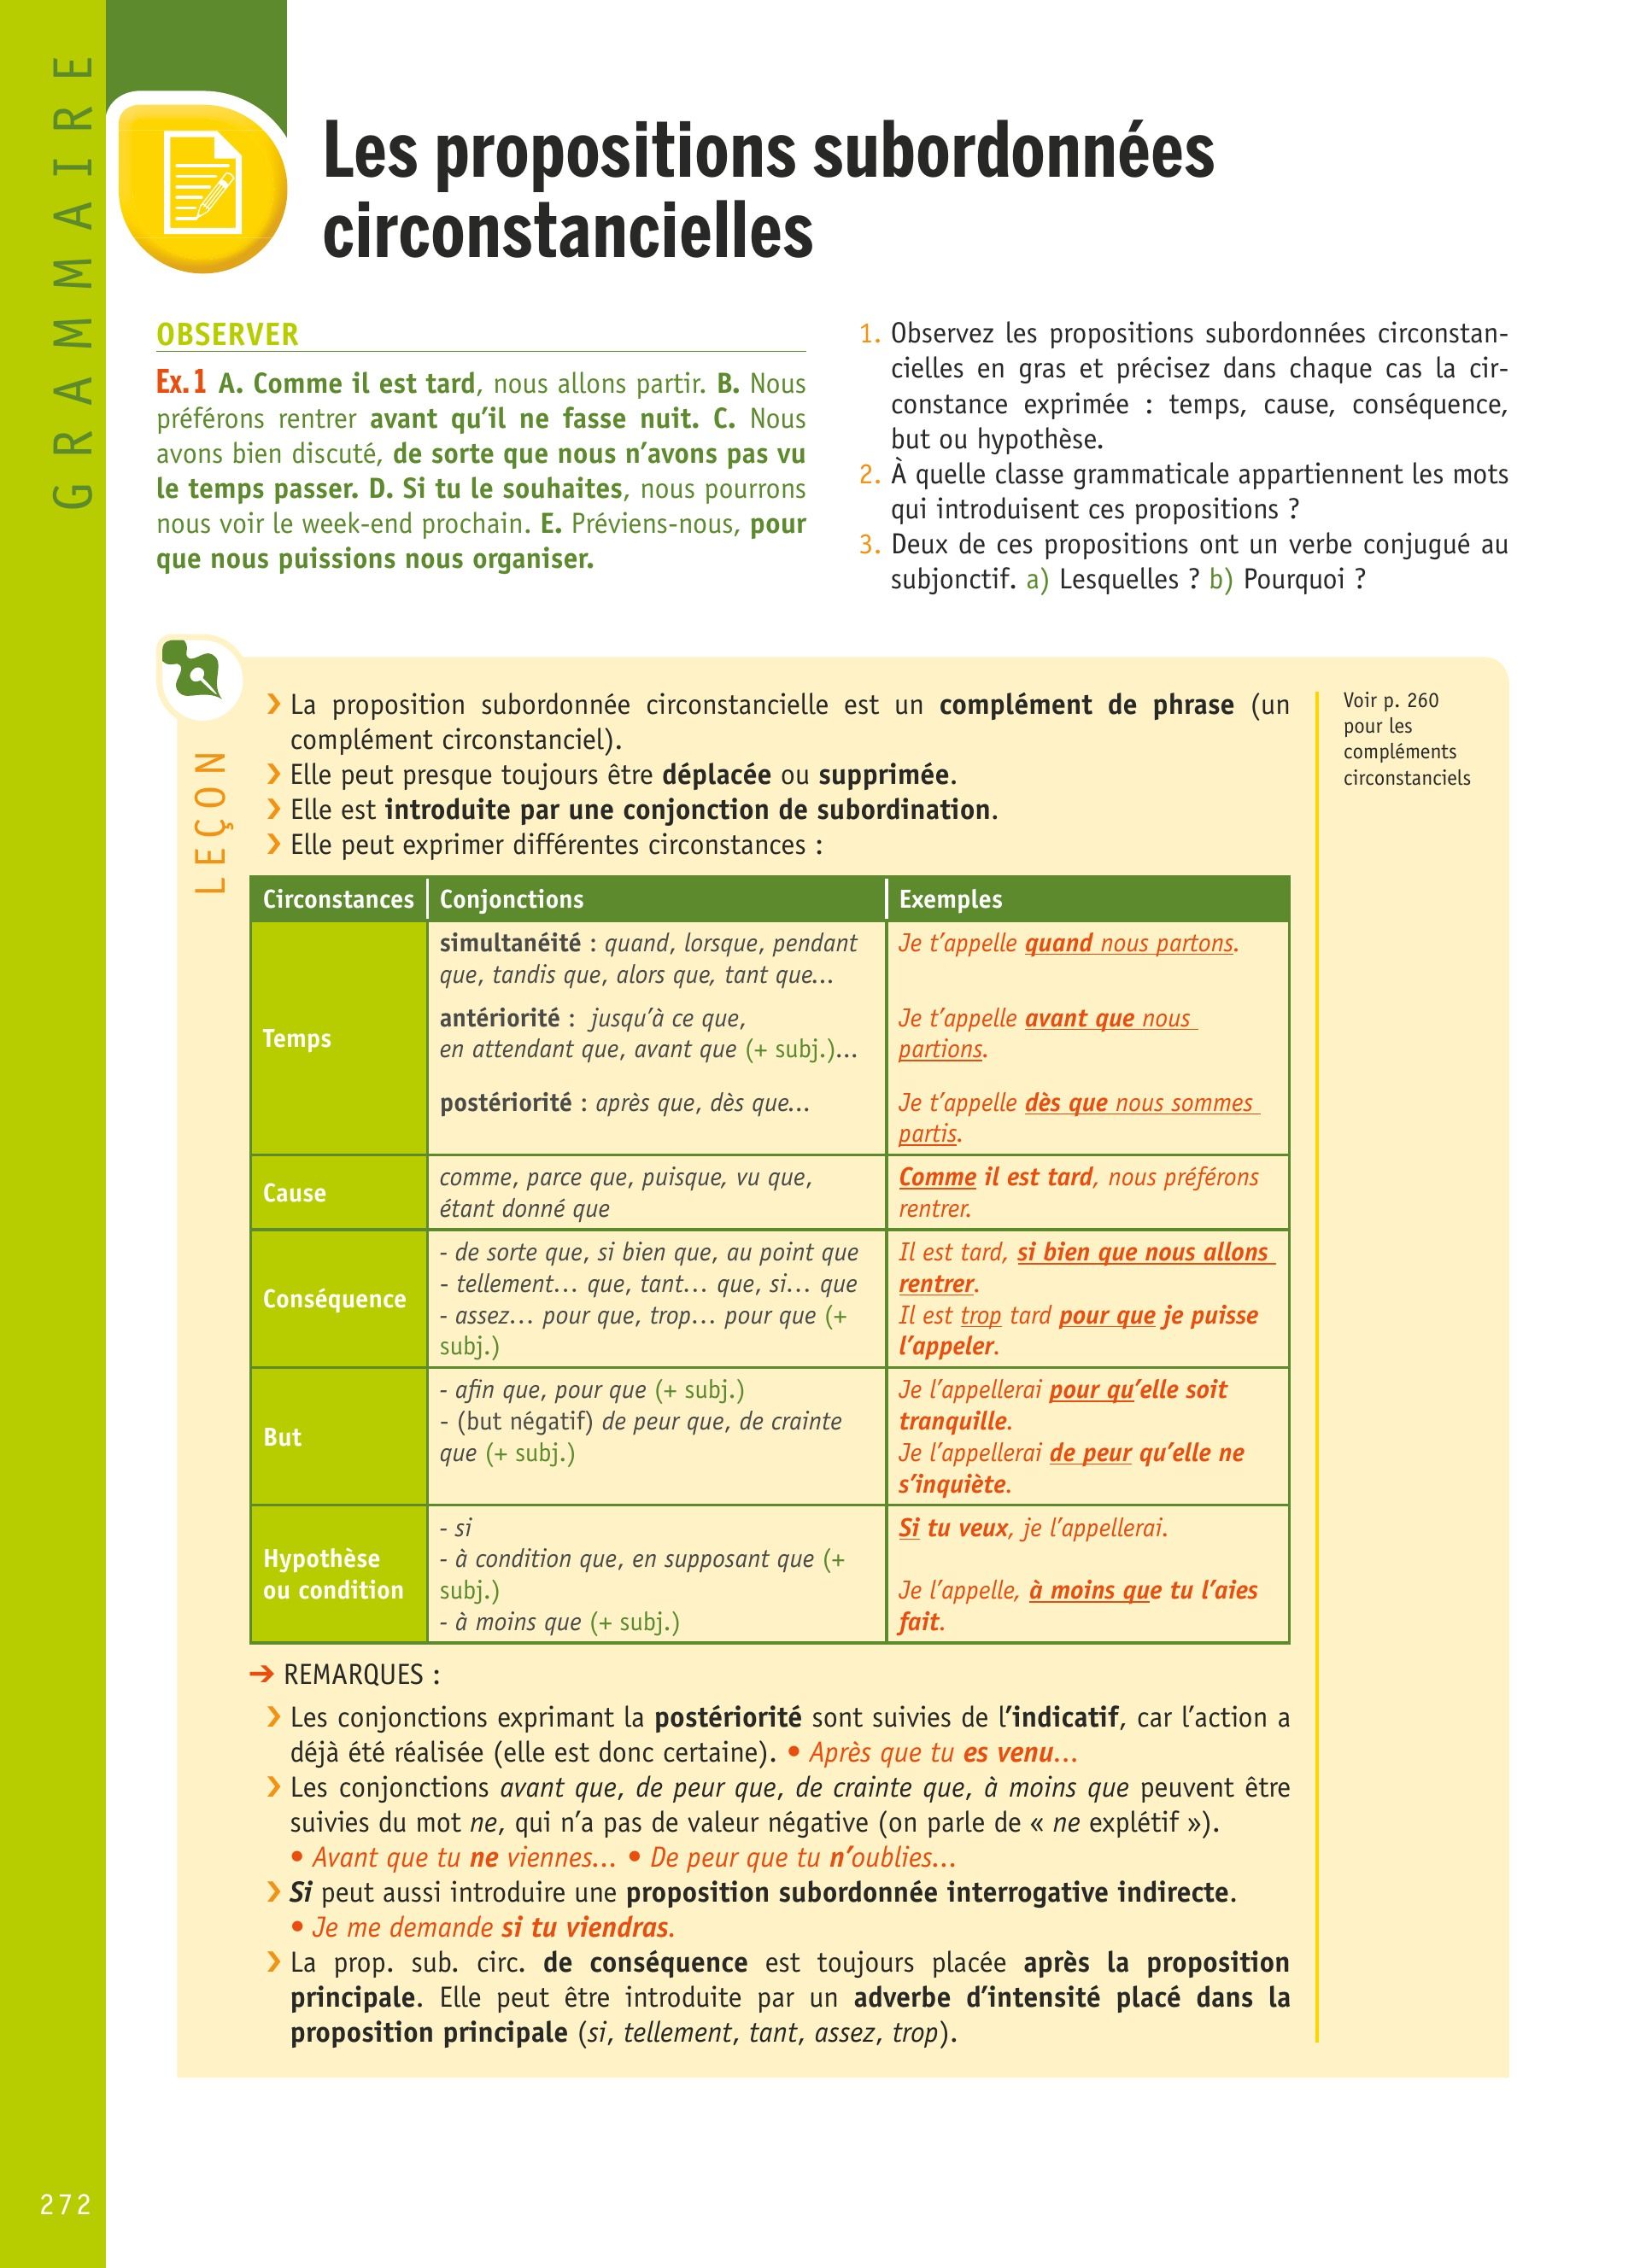 GRAMMAIRE
Les propositions subordonnées
circonstancielles
OBSERVER
Ex.1 A. Comme il est tard, nous allons partir. B. Nous
préférons rentrer avant qu’il ne fasse nuit. C. Nous
avons bien discuté, de sorte que nous n’avons pas vu
le temps passer. D. Si tu le souhaites, nous pourrons
nous voir le week-end prochain. E. Préviens-nous, pour
que nous puissions nous organiser.
1. Observez les propositions subordonnées circonstan-
cielles en gras et précisez dans chaque cas la cir-
constance exprimée : temps, cause, conséquence,
but ou hypothèse.
2. À quelle classe grammaticale appartiennent les mots
qui introduisent ces propositions ?
3. Deux de ces propositions ont un verbe conjugué au
subjonctif. a) Lesquelles ? b) Pourquoi ?
LEÇON
› La proposition subordonnée circonstancielle est un complément de phrase (un
complément circonstanciel).
› Elle peut presque toujours être déplacée ou supprimée.
› Elle est introduite par une conjonction de subordination.
› Elle peut exprimer différentes circonstances :
Voir p. 260
pour les
compléments
circonstanciels
Circonstances Conjonctions Exemples
Temps
simultanéité : quand, lorsque, pendant
que, tandis que, alors que, tant que…
Je t’appelle quand nous partons.
antériorité : jusqu’à ce que,
en attendant que, avant que (+ subj.)…
Je t’appelle avant que nous
partions.
postériorité : après que, dès que…
Je t’appelle dès que nous sommes
partis.
Cause
comme, parce que, puisque, vu que,
étant donné que
Comme il est tard, nous préférons
rentrer.
Conséquence
- de sorte que, si bien que, au point que
- tellement… que, tant… que, si… que
- assez… pour que, trop… pour que (+
subj.)
Il est tard, si bien que nous allons
rentrer.
Il est trop tard pour que je puisse
l’appeler.
But
- afin que, pour que (+ subj.)
- (but négatif) de peur que, de crainte
que (+ subj.)
Je l’appellerai pour qu’elle soit
tranquille.
Je l’appellerai de peur qu’elle ne
s’inquiète.
Hypothèse
ou condition
- si
- à condition que, en supposant que (+
subj.)
- à moins que (+ subj.)
Si tu veux, je l’appellerai.
Je l’appelle, à moins que tu l’aies
fait.
➔ REMARQUES :
› Les conjonctions exprimant la postériorité sont suivies de l’indicatif, car l’action a
déjà été réalisée (elle est donc certaine). • Après que tu es venu…
› Les conjonctions avant que, de peur que, de crainte que, à moins que peuvent être
suivies du mot ne, qui n’a pas de valeur négative (on parle de « ne explétif »).
• Avant que tu ne viennes… • De peur que tu n’oublies…
› Si peut aussi introduire une proposition subordonnée interrogative indirecte.
• Je me demande si tu viendras.
› La prop. sub. circ. de conséquence est toujours placée après la proposition
principale. Elle peut être introduite par un adverbe d’intensité placé dans la
proposition principale (si, tellement, tant, assez, trop).
272